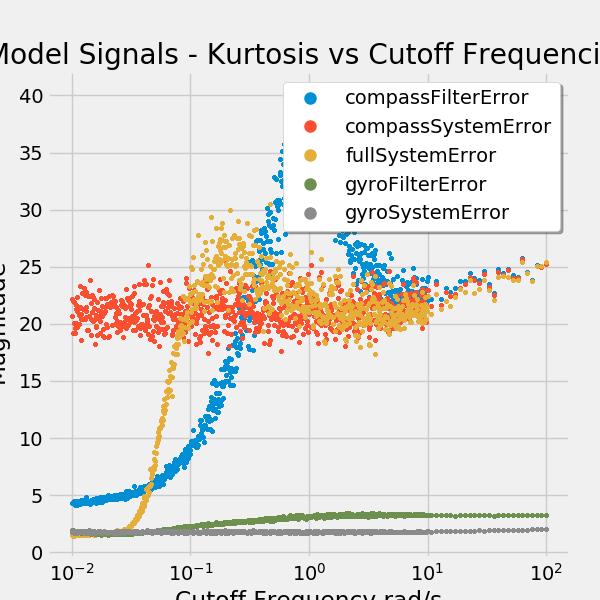 Model Signals - Kurtosis vs Cutoff
compassFilterError
compassSystemError
fullSystemError
gyroFilterError
gyroSystemError
40
35
30
25
20
15
10
5
0
Magnitude
10⁻²
10⁻¹
10⁰
10¹
10²
Cutoff Frequency rad/s